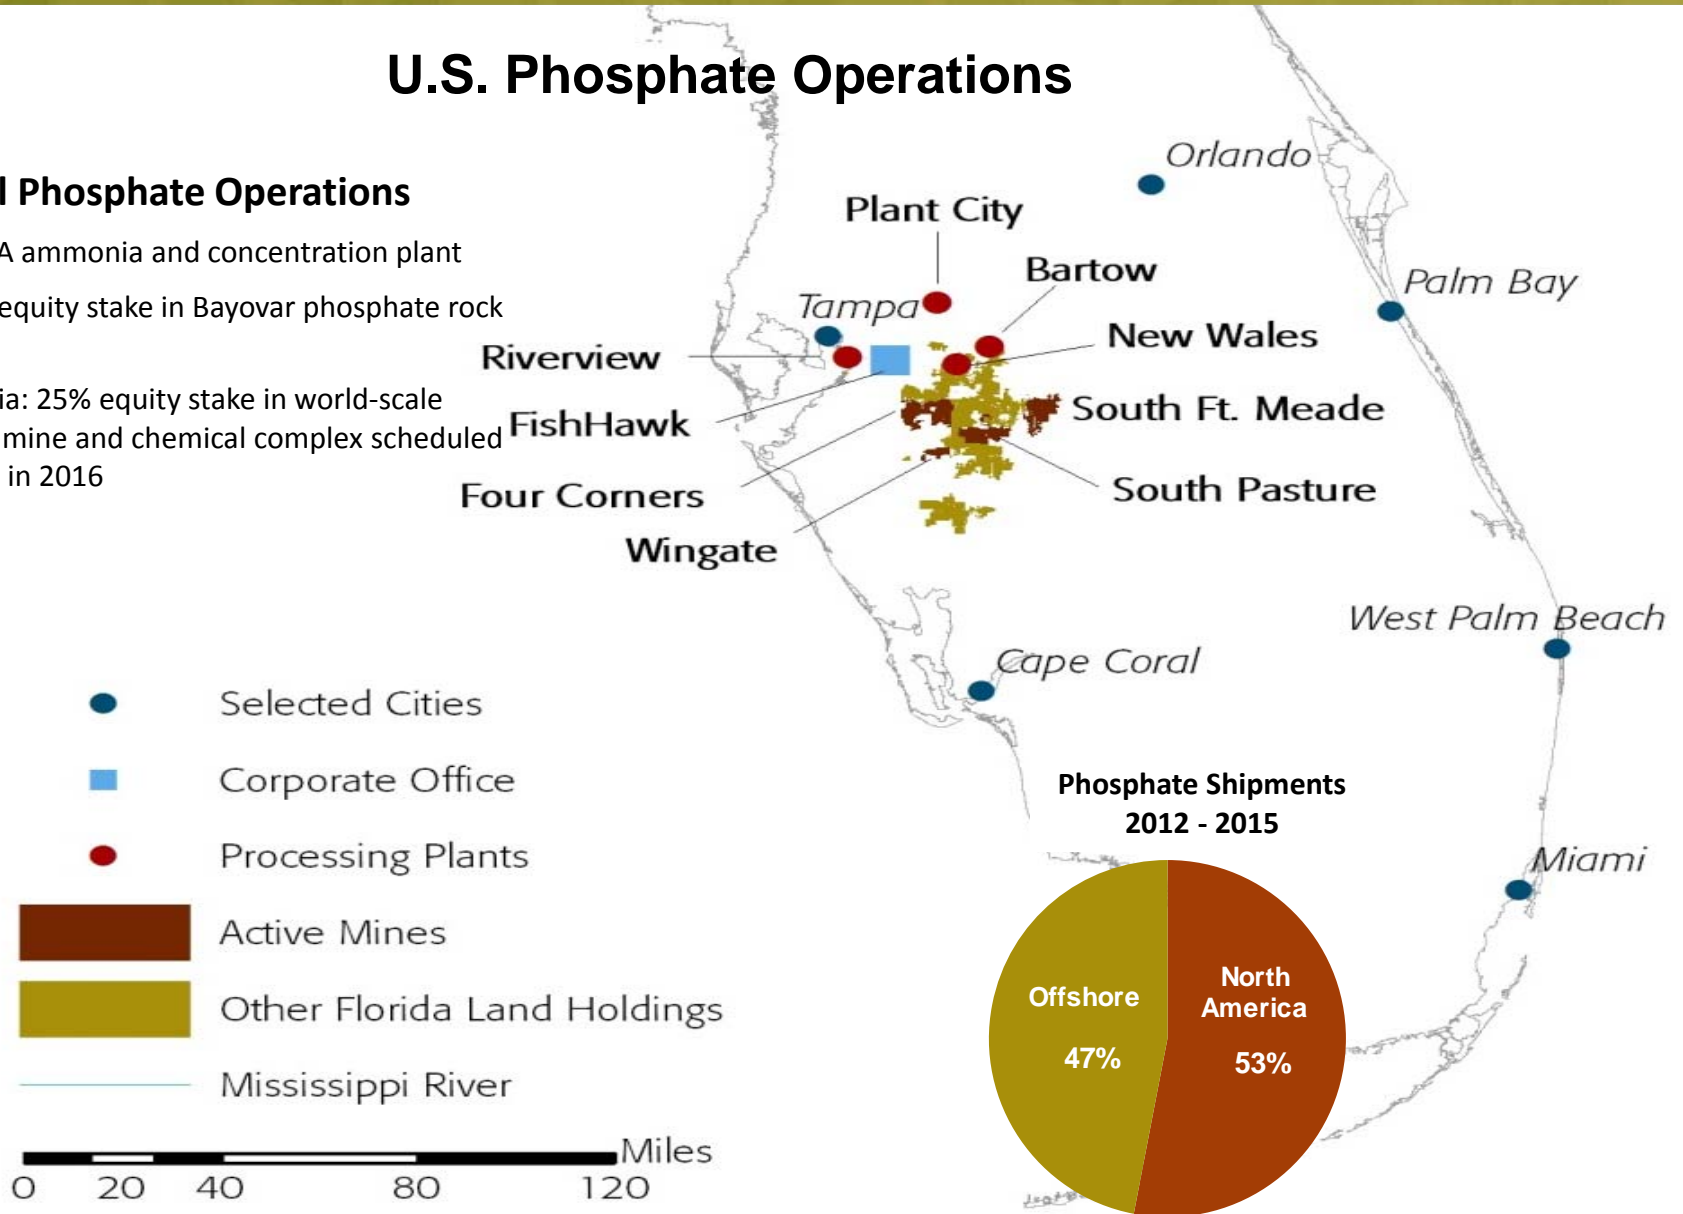 U.S. Phosphate Operations
Phosphate Operations
A ammonia and concentration plant
equity stake in Bayovar phosphate rock
25% equity stake in world-scale
mine and chemical complex scheduled
in 2016
Orlando
Plant City
Bartow
Palm Bay
Tampa
New Wales
Riverview
South Ft. Meade
FishHawk
South Pasture
Four Corners
Wingate
West Palm Beach
Cape Coral
Miami
Selected Cities
Corporate Office
Processing Plants
Active Mines
Other Florida Land Holdings
Mississippi River
Miles
0 20 40 80 120
Phosphate Shipments
2012 - 2015
Offshore
47%
North
America
53%